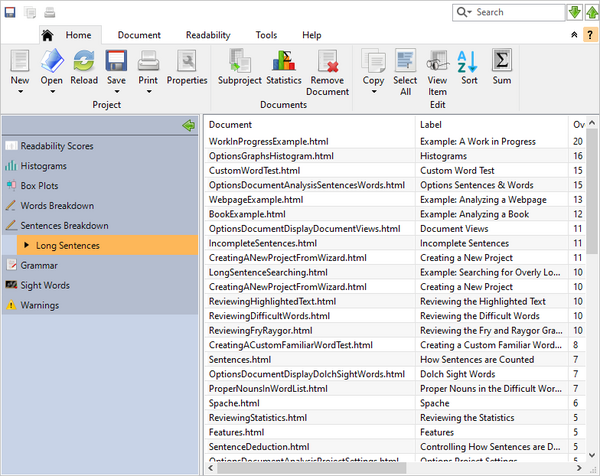 Search
Home Document Readability Tools Help
?
New Open Reload Save Print Properties Subproject Statistics Remove Document Copy Select All View Item Sort Sum
Project Documents Edit
Readability Scores
Histograms
Box Plots
Words Breakdown
Sentences Breakdown
Long Sentences
Grammar
Sight Words
Warnings
Document Label Ov
WorkInProgressExample.html Example: A Work in Progress 20
OptionsGraphsHistogram.html Histograms 16
CustomWordTest.html Custom Word Test 15
OptionsDocumentAnalysisSentencesWords.html Options Sentences & Words 15
WebpageExample.html Example: Analyzing a Webpage 13
BookExample.html Example: Analyzing a Book 12
OptionsDocumentDisplayDocumentViews.html Document Views 11
IncompleteSentences.html Incomplete Sentences 11
CreatingANewProjectFromWizard.html Creating a New Project 11
LongSentenceSearching.html Example: Searching for Overly Lo... 10
CreatingANewProjectFromWizard.html Creating a New Project 10
ReviewingHighlightedText.html Reviewing the Highlighted Text 10
ReviewingDifficultWords.html Reviewing the Difficult Words 10
ReviewingFryRaygor.html Reviewing the Fry and Raygor Gra... 10
CreatingACustomFamiliarWordTest.html Creating a Custom Familiar Word... 8
Sentences.html How Sentences are Counted 7
OptionsDocumentDisplayDolchSightWords.html Dolch Sight Words 7
ProperNounsInWordList.html Proper Nouns in the Difficult Wor... 7
Spache.html Spache 6
ReviewingStatistics.html Reviewing the Statistics 5
Features.html Features 5
SentenceDeduction.html Controlling How Sentences are D... 5
OptionsDocumentAnalysisProjectSettings.html Options Project Settings 5